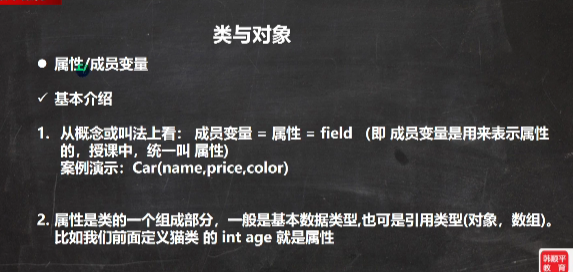 类与对象
● 属性/成员变量
✓ 基本介绍
1. 从概念或叫法上看： 成员变量 = 属性 = field （即 成员变量是用来表示属性
的，授课中，统一叫 属性)
案例演示：Car(name,price,color)
2. 属性是类的一个组成部分，一般是基本数据类型,也可是引用类型(对象，数组)。
比如我们前面定义猫类 的 int age 就是属性
韩顺平
教育